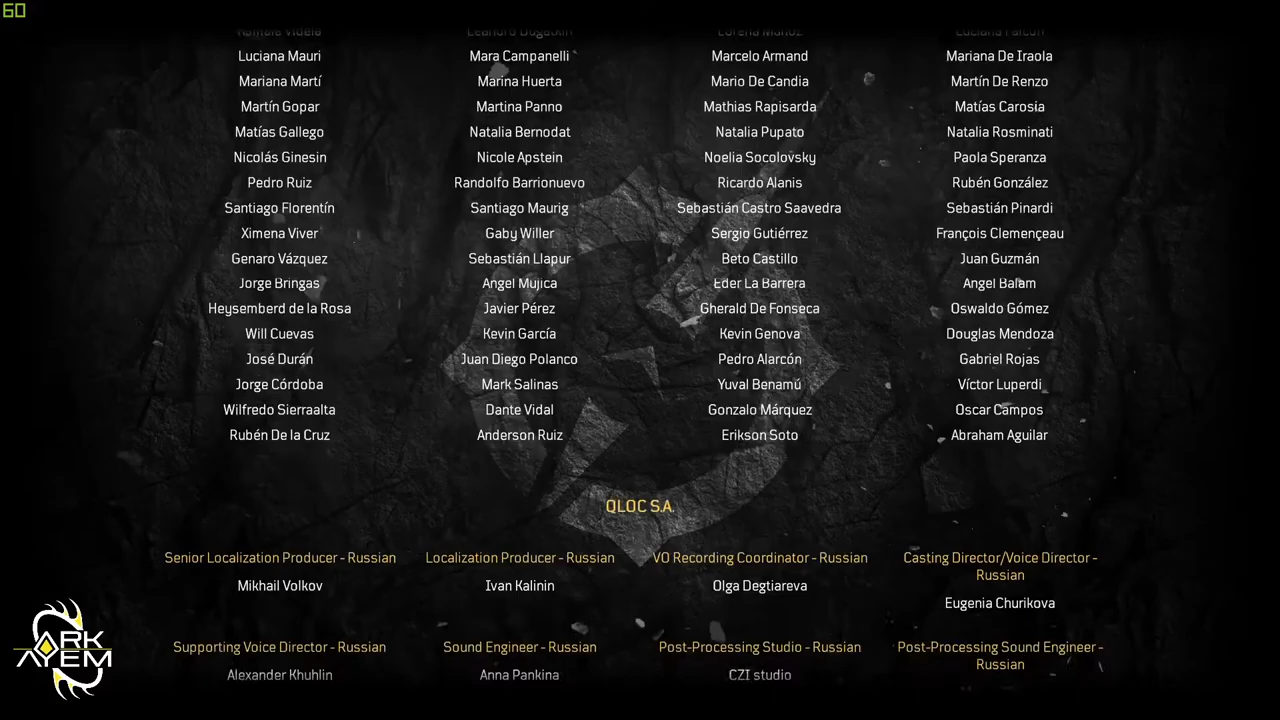 60
Luciana Mauri Mara Campanelli Marcelo Armand Mariana De Iraola
Mariana Martí Marina Huerta Mario De Candia Martín De Renzo
Martín Gopar Martina Panno Mathias Rapisarda Matías Carosia
Matías Gallego Natalia Bernodat Natalia Pupato Natalia Rosminati
Nicolás Ginesin Nicole Apstein Noelia Socolovsky Paola Speranza
Pedro Ruiz Randolfo Barrionuevo Ricardo Alanis Rubén González
Santiago Florentín Santiago Maurig Sebastián Castro Saavedra Sebastián Pinardi
Ximena Viver Gaby Willer Sergio Gutiérrez François Clemençeau
Genaro Vázquez Sebastián Llapur Beto Castillo Juan Guzmán
Jorge Bringas Angel Mujica Eder La Barrera Angel Balam
Heysemberd de la Rosa Javier Pérez Gherald De Fonseca Oswaldo Gómez
Will Cuevas Kevin García Kevin Genova Douglas Mendoza
José Durán Juan Diego Polanco Pedro Alarcón Gabriel Rojas
Jorge Córdoba Mark Salinas Yuval Benamú Víctor Luperdi
Wilfredo Sierraalta Dante Vidal Gonzalo Márquez Oscar Campos
Rubén De la Cruz Anderson Ruiz Erikson Soto Abraham Aguilar
QLOC S.A.
Senior Localization Producer - Russian Localization Producer - Russian VO Recording Coordinator - Russian Casting Director/Voice Director -
Russian
Mikhail Volkov Ivan Kalinin Olga Degtiareva
Eugenia Churikova
Supporting Voice Director - Russian Sound Engineer - Russian Post-Processing Studio - Russian Post-Processing Sound Engineer -
Russian
Alexander Khuhlin Anna Pankina CZI studio
ARK
AYEM